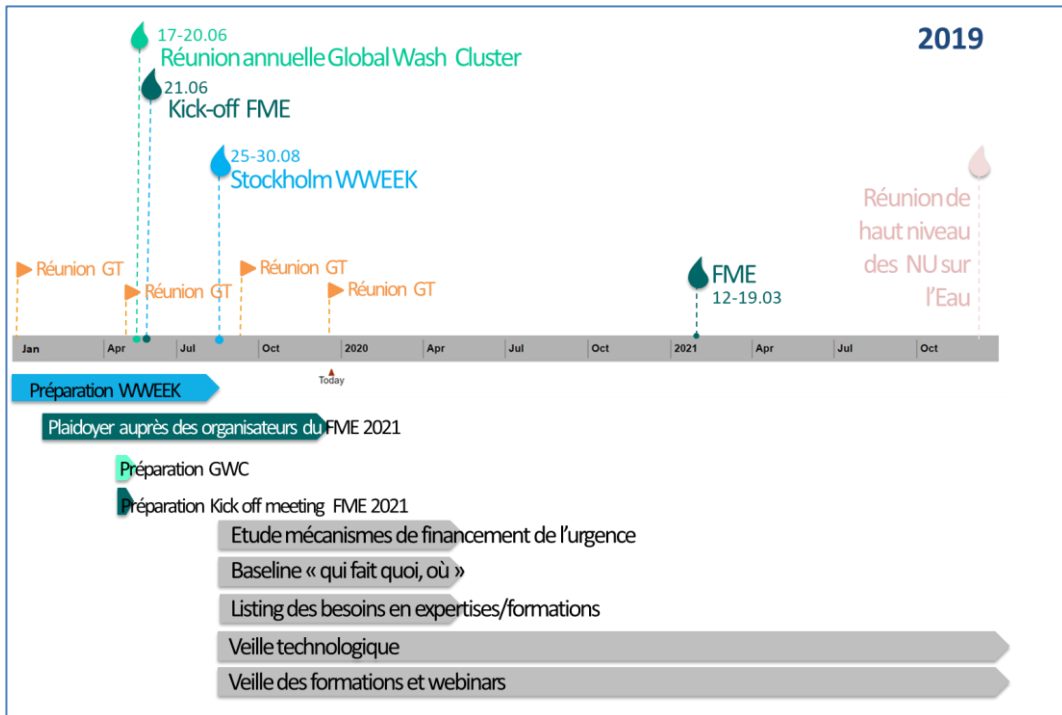 2019
17-20.06
Réunion annuelle Global Wash Cluster
21.06
Kick-off FME
25-30.08
Stockholm WWEEK
Réunion de
haut niveau
des NU sur
l'Eau
Réunion GT
Réunion GT
Réunion GT
Réunion GT
FME
12-19.03
Jan
Apr
Jul
Oct
2020
Apr
Jul
Oct
2021
Apr
Jul
Oct
Today
Préparation WWEEK
Plaidoyer auprès des organisateurs du FME 2021
Préparation GWC
Préparation Kick off meeting FME 2021
Etude mécanismes de financement de l'urgence
Baseline « qui fait quoi, où »
Listing des besoins en expertises/formations
Veille technologique
Veille des formations et webinars